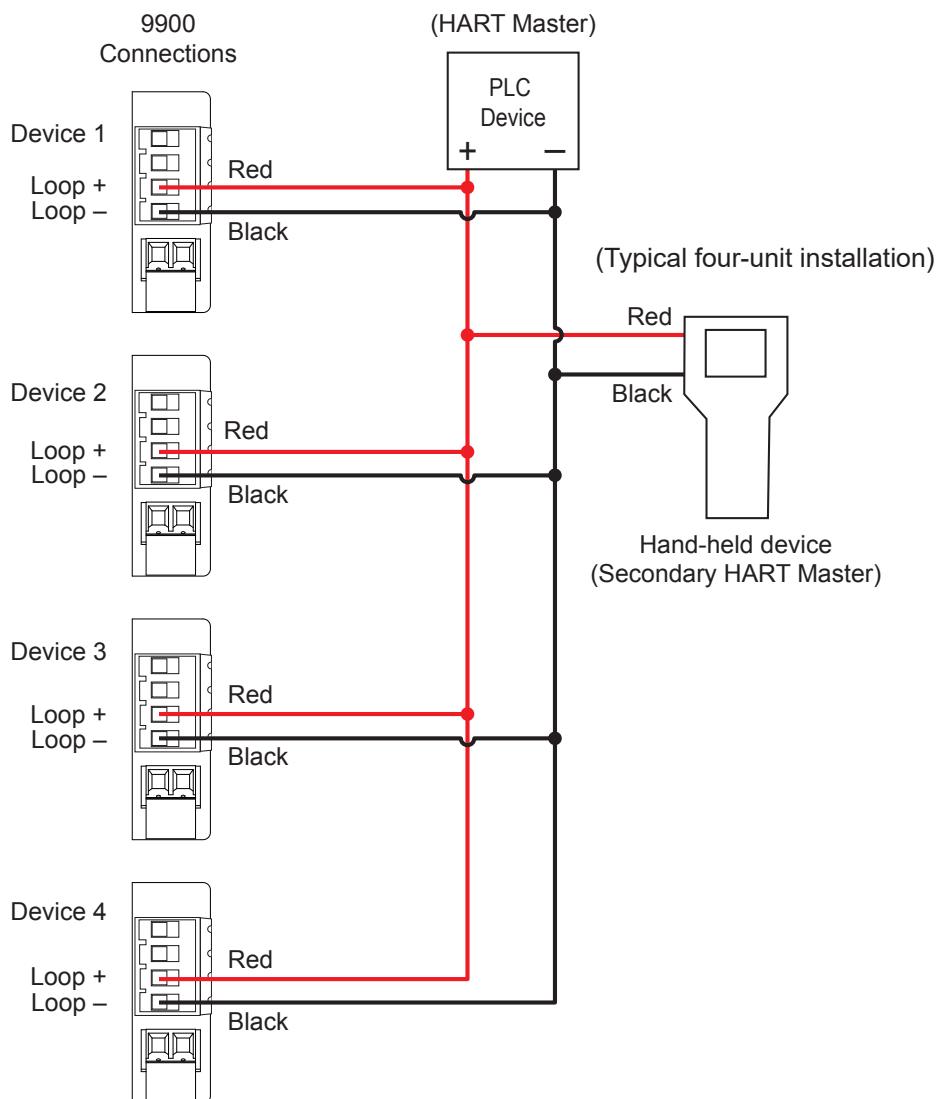 9900
Connections
(HART Master)
PLC
Device
+
–
Device 1
Loop +
Loop –
Red
Black
(Typical four-unit installation)
Red
Black
Hand-held device
(Secondary HART Master)
Device 2
Loop +
Loop –
Red
Black
Device 3
Loop +
Loop –
Red
Black
Device 4
Loop +
Loop –
Red
Black